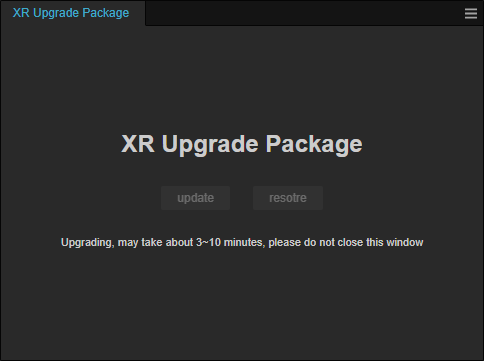 XR Upgrade Package
XR Upgrade Package
update resotre
Upgrading, may take about 3~10 minutes, please do not close this window